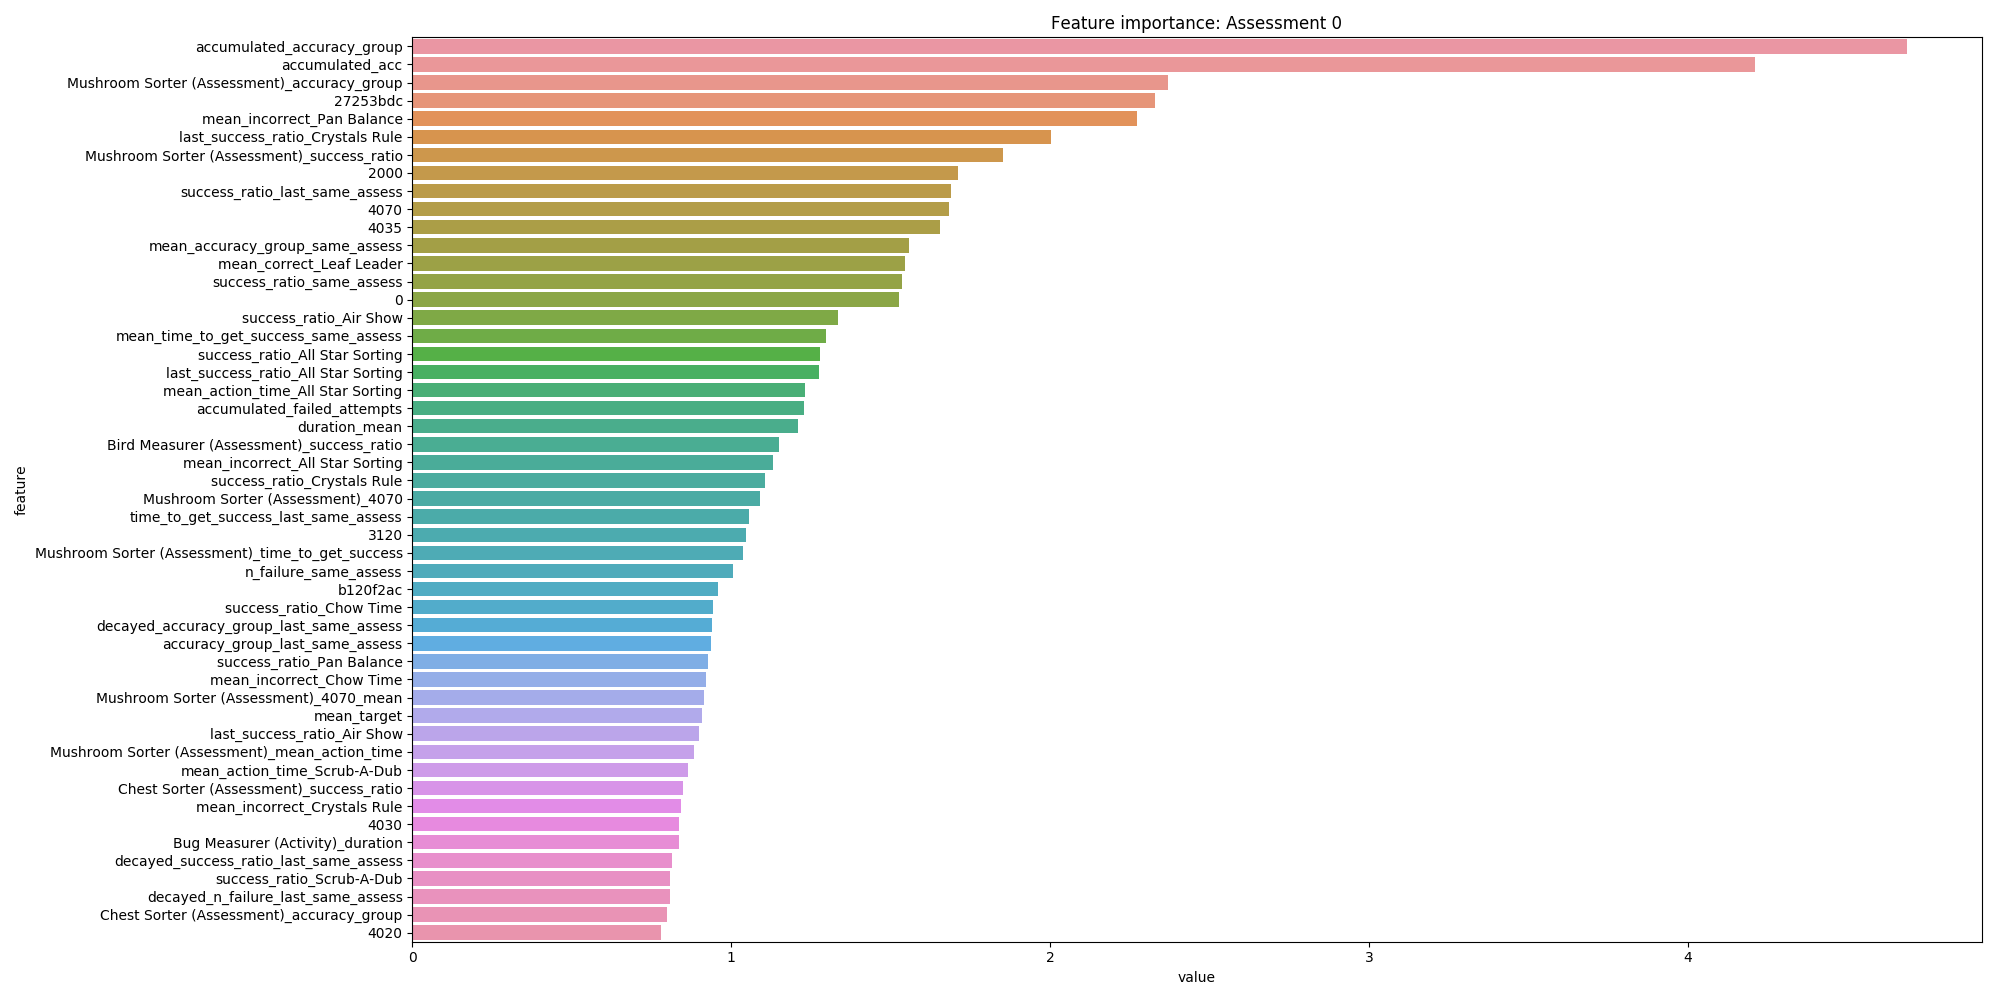 Feature importance: Assessment 0
accumulated_accuracy_group
accumulated_acc
Mushroom Sorter (Assessment)_accuracy_group
27253bdc
mean_incorrect_Pan Balance
last_success_ratio_Crystals Rule
Mushroom Sorter (Assessment)_success_ratio
2000
success_ratio_last_same_assess
4070
4035
mean_accuracy_group_same_assess
mean_correct_Leaf Leader
success_ratio_same_assess
0
success_ratio_Air Show
mean_time_to_get_success_same_assess
success_ratio_All Star Sorting
last_success_ratio_All Star Sorting
mean_action_time_All Star Sorting
accumulated_failed_attempts
duration_mean
Bird Measurer (Assessment)_success_ratio
mean_incorrect_All Star Sorting
success_ratio_Crystals Rule
Mushroom Sorter (Assessment)_4070
time_to_get_success_last_same_assess
3120
Mushroom Sorter (Assessment)_time_to_get_success
n_failure_same_assess
b120f2ac
success_ratio_Chow Time
decayed_accuracy_group_last_same_assess
accuracy_group_last_same_assess
success_ratio_Pan Balance
mean_incorrect_Chow Time
Mushroom Sorter (Assessment)_4070_mean
mean_target
last_success_ratio_Air Show
Mushroom Sorter (Assessment)_mean_action_time
mean_action_time_Scrub-A-Dub
Chest Sorter (Assessment)_success_ratio
mean_incorrect_Crystals Rule
4030
Bug Measurer (Activity)_duration
decayed_success_ratio_last_same_assess
success_ratio_Scrub-A-Dub
decayed_n_failure_last_same_assess
Chest Sorter (Assessment)_accuracy_group
4020
feature
0 1 2 3 4
value